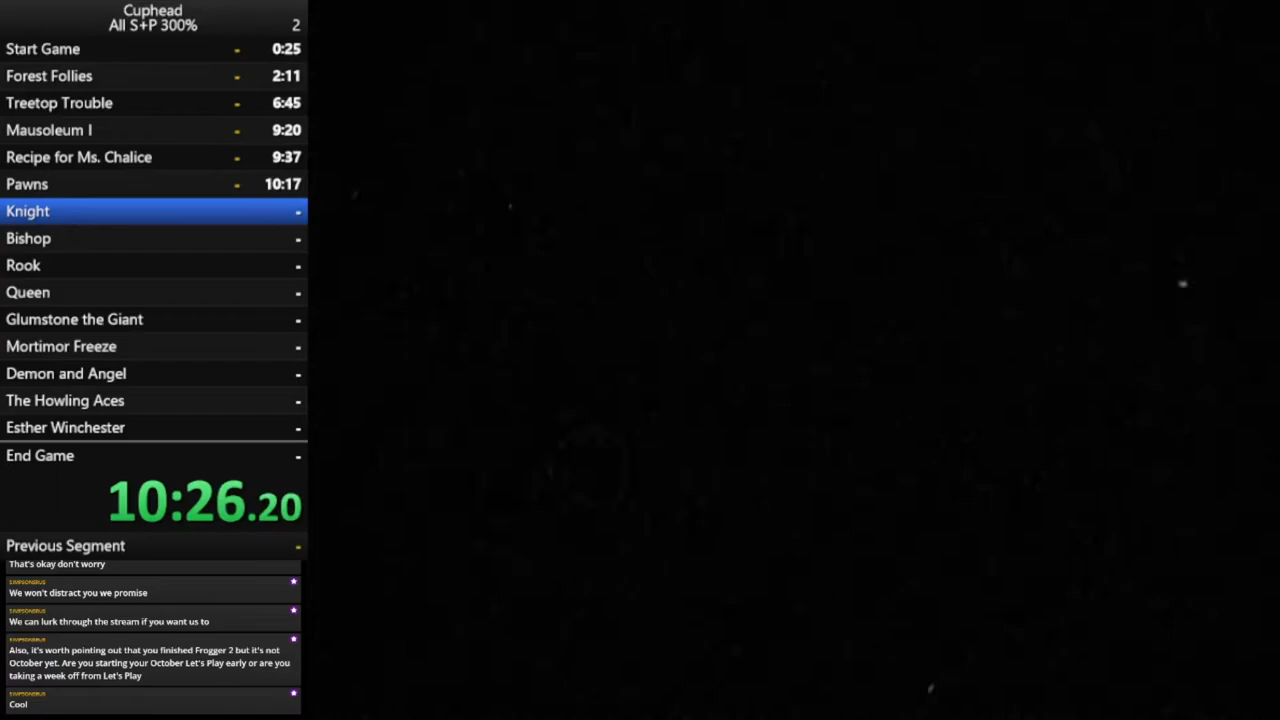 Cuphead
All S+P 300% 2
Start Game - 0:25
Forest Follies - 2:11
Treetop Trouble - 6:45
Mausoleum I - 9:20
Recipe for Ms. Chalice - 9:37
Pawns - 10:17
Knight -
Bishop -
Rook -
Queen -
Glumstone the Giant -
Mortimor Freeze -
Demon and Angel -
The Howling Aces -
Esther Winchester -
End Game -
10:26.20
Previous Segment -
That's okay don't worry
We won't distract you we promise
We can lurk through the stream if you want us to
Also, it's worth pointing out that you finished Frogger 2 but it's not
October yet. Are you starting your October Let's Play early or are you
taking a week off from Let's Play
Cool